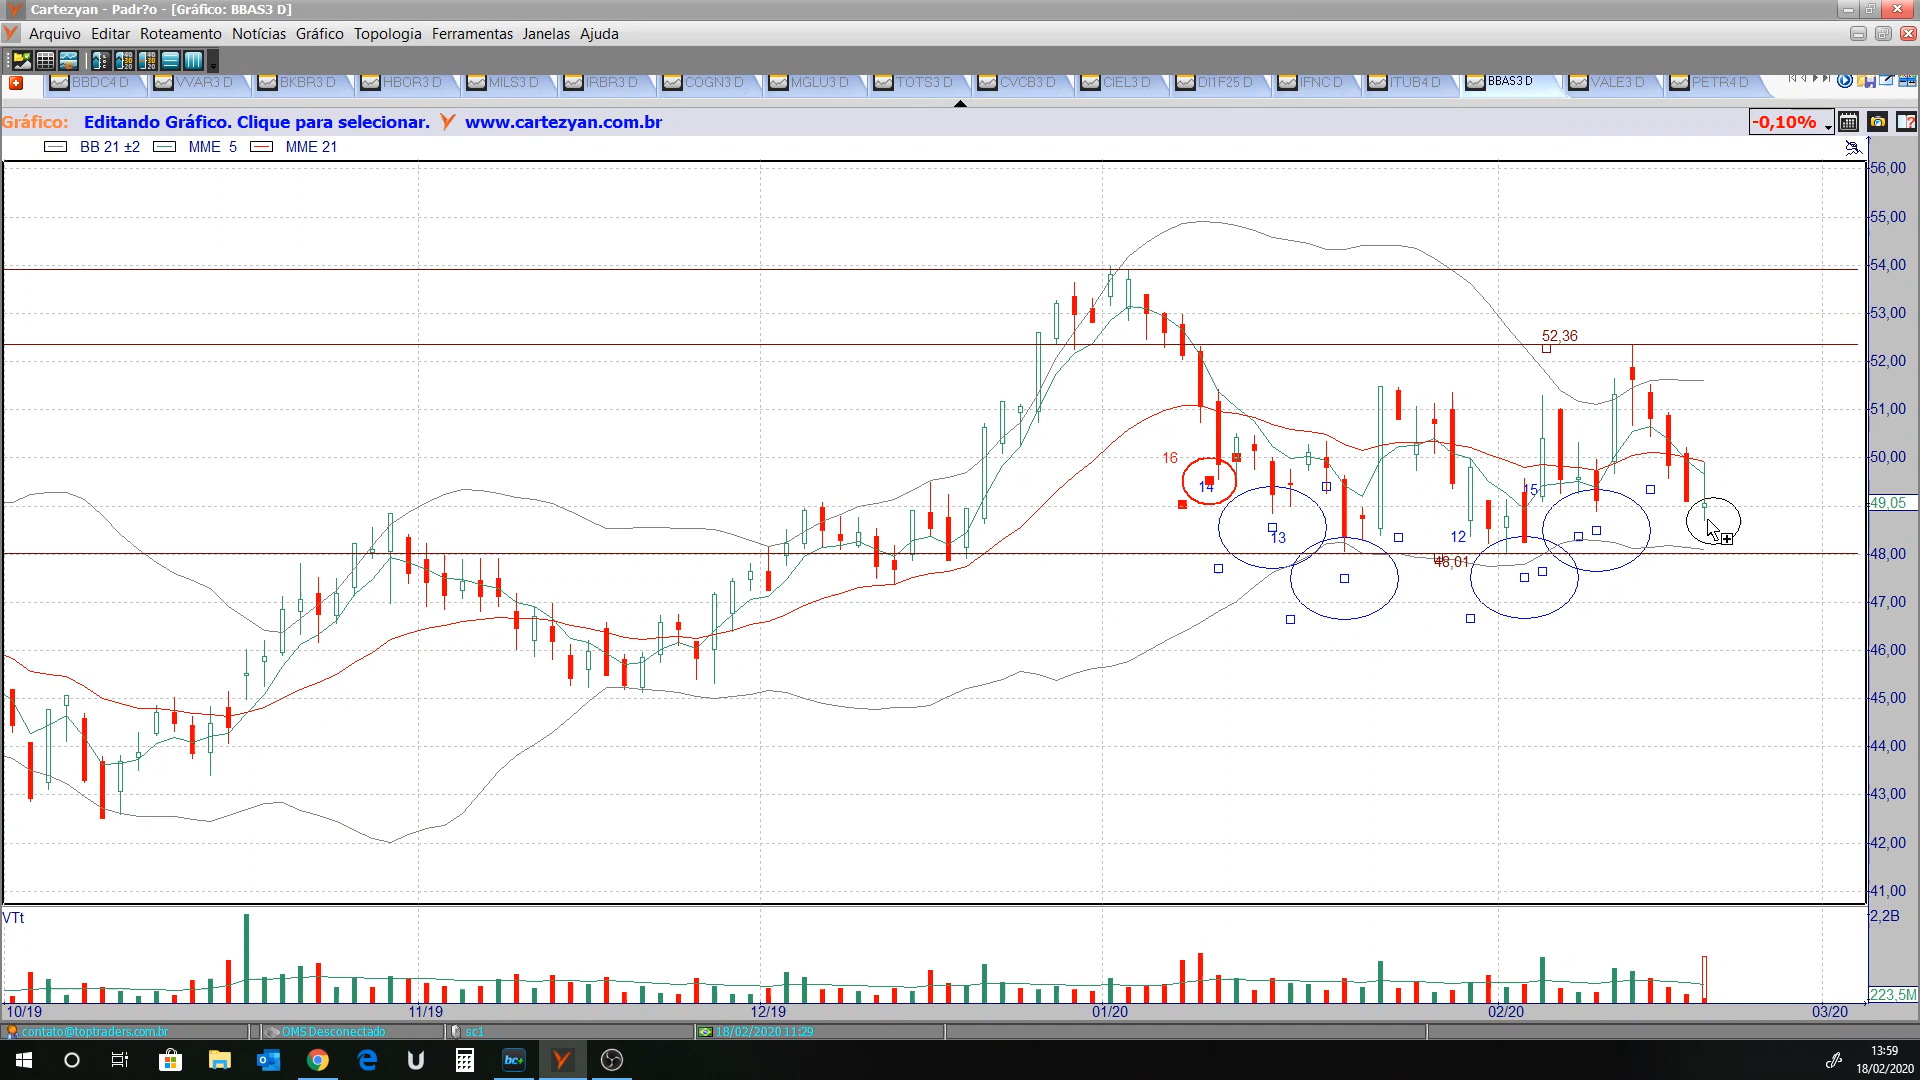 Cartezyan - Padr?o - [Gráfico: BBAS3 D]
Arquivo Editar Roteamento Notícias Gráfico Topologia Ferramentas Janelas Ajuda
BBDC4 D VVAR3 D BKBR3 D HBOR3 D MILS3 D IRBR3 D COGN3 D MGLU3 D TOTS3 D CVCB3 D CIEL3 D DI1F25 D IFNC D ITUB4 D BBAS3 D VALE3 D PETR4 D
Gráfico: Editando Gráfico. Clique para selecionar. www.cartezyan.com.br -0,10%
BB 21 ±2 MME 5 MME 21
56,00
55,00
54,00
53,00
52,36
52,00
51,00
16 50,00
14 15
49,05
13 12
48,01 48,00
47,00
46,00
45,00
44,00
43,00
42,00
41,00
VTt 2,2B
223,5M
10/19 11/19 12/19 01/20 02/20 03/20
contato@toptraders.com.br OMS Desconectado sc1 18/02/2020 11:29
bc+ 13:59
18/02/2020